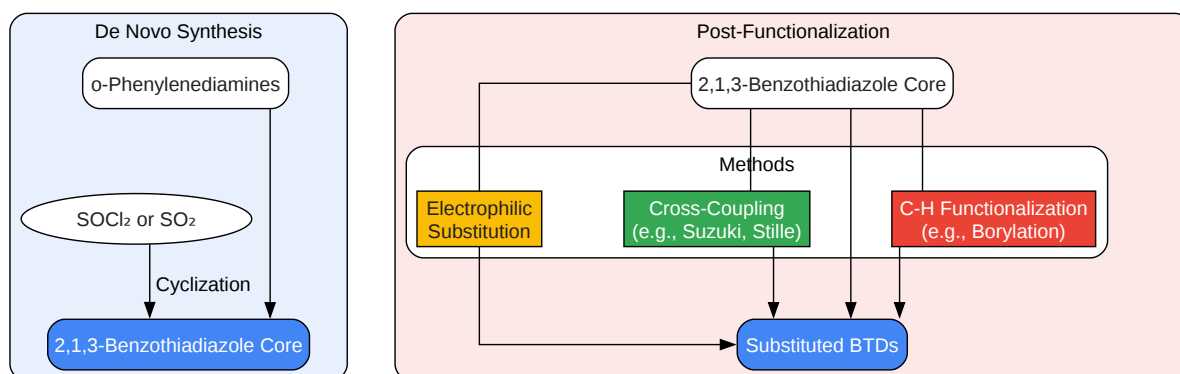 De Novo Synthesis
o-Phenylenediamines
SOCl₂ or SO₂
Cyclization
2,1,3-Benzothiadiazole Core
Post-Functionalization
2,1,3-Benzothiadiazole Core
Methods
Electrophilic
Substitution
Cross-Coupling
(e.g., Suzuki, Stille)
C-H Functionalization
(e.g., Borylation)
Substituted BTDs